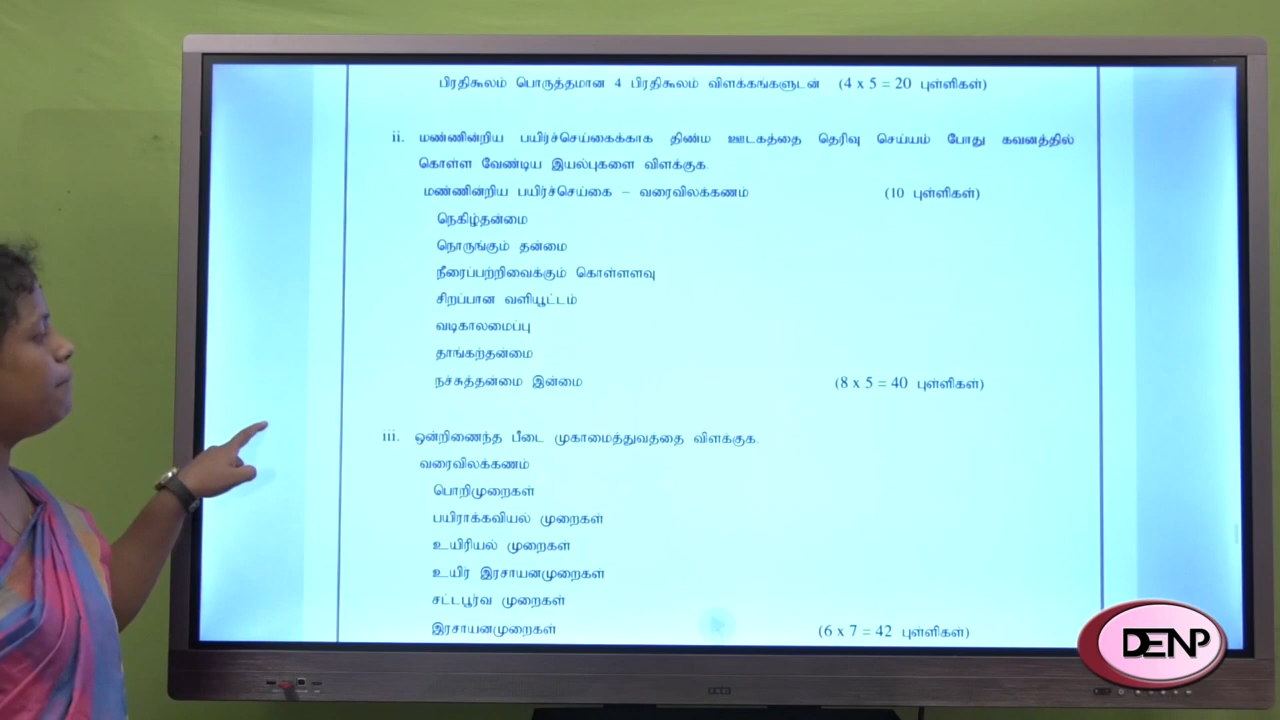 பிரதிகூலம் பொருத்தமான 4 பிரதிகூலம் விளக்கங்களுடன் (4 x 5 = 20 புள்ளிகள்)
ii. மண்ணின்றிய பயிர்ச்செய்கைக்காக திண்ம ஊடகத்தை தெரிவு செய்யம் போது கவனத்தில்
கொள்ள வேண்டிய இயல்புகளை விளக்குக.
மண்ணின்றிய பயிர்ச்செய்கை – வரைவிலக்கணம் (10 புள்ளிகள்)
நெகிழ்தன்மை
நொருங்கும் தன்மை
நீரைப்பற்றிவைக்கும் கொள்ளளவு
சிறப்பான வளியூட்டம்
வடிகாலமைப்பு
தாங்கற்தன்மை
நச்சுத்தன்மை இன்மை (8 x 5 = 40 புள்ளிகள்)
iii. ஒன்றிணைந்த பீடை முகாமைத்துவத்தை விளக்குக.
வரைவிலக்கணம்
பொறிமுறைகள்
பயிராக்கவியல் முறைகள்
உயிரியல் முறைகள்
உயிர் இரசாயனமுறைகள்
சட்டபூர்வ முறைகள்
இரசாயனமுறைகள் (6 x 7 = 42 புள்ளிகள்)
DENP